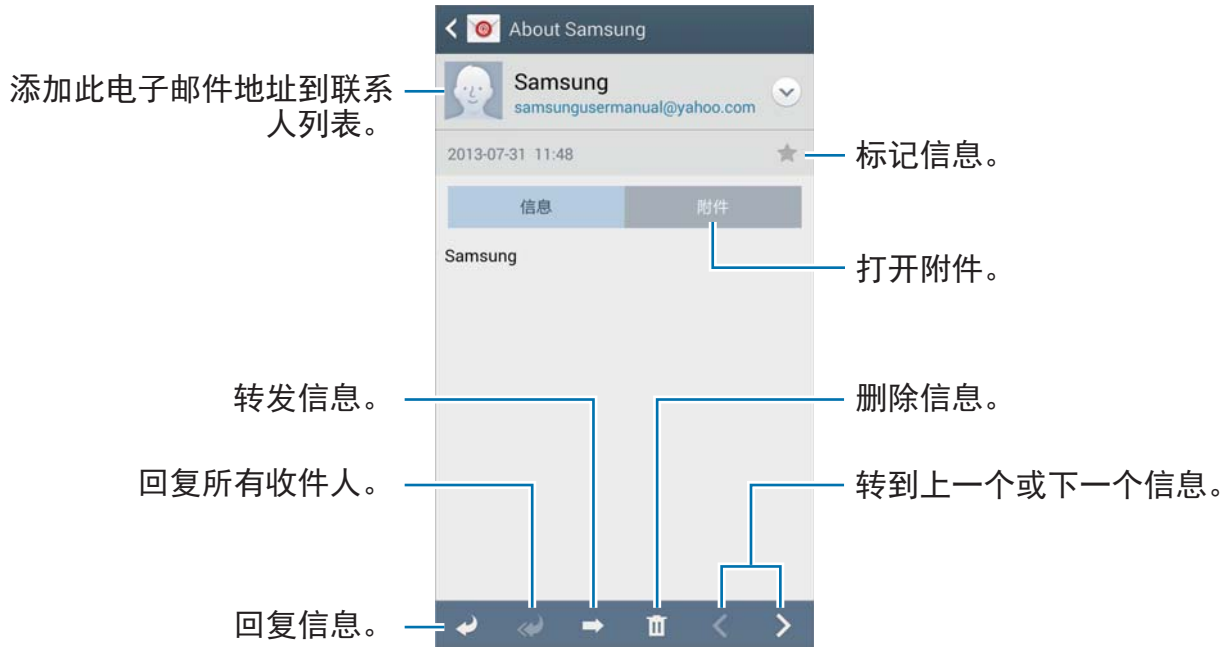 About Samsung
添加此电子邮件地址到联系
人列表。
Samsung
samsungusermanual@yahoo.com
2013-07-31 11:48
标记信息。
信息
附件
Samsung
打开附件。
转发信息。
删除信息。
回复所有收件人。
转到上一个或下一个信息。
回复信息。